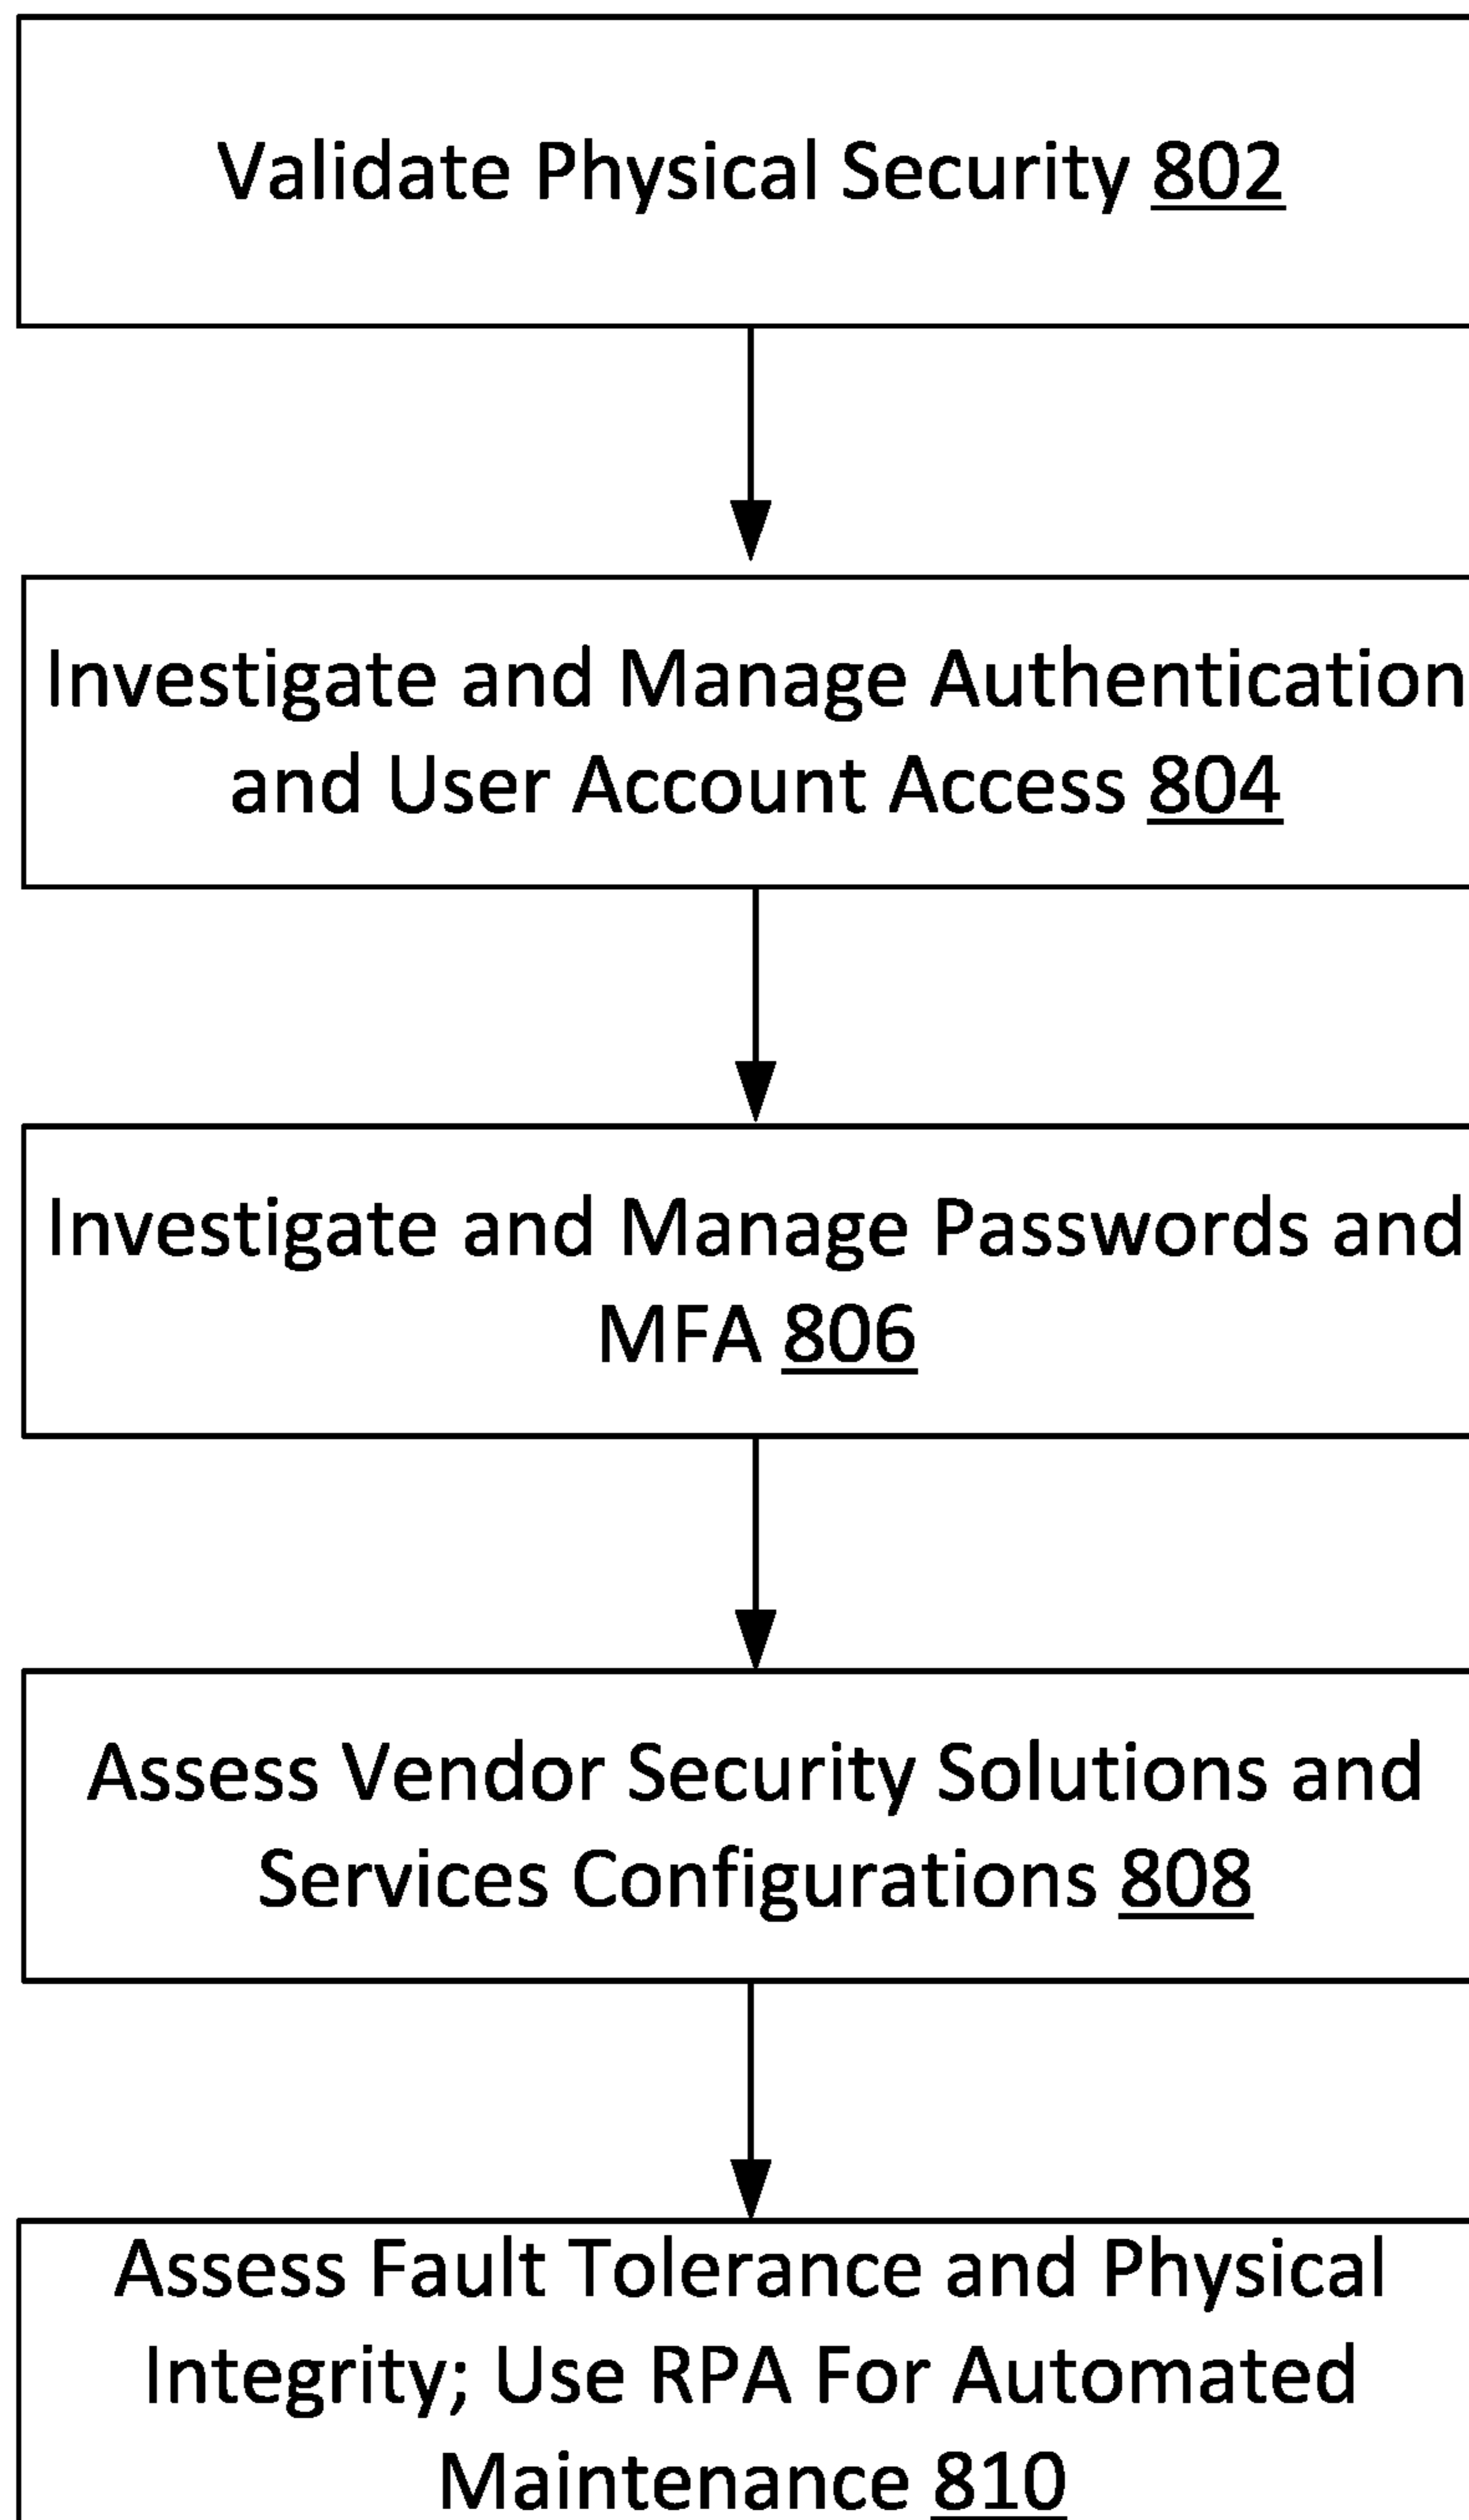 Validate Physical Security 802
Investigate and Manage Authentication
and User Account Access 804
Investigate and Manage Passwords and
MFA 806
Assess Vendor Security Solutions and
Services Configurations 808
Assess Fault Tolerance and Physical
Integrity; Use RPA For Automated
Maintenance 810